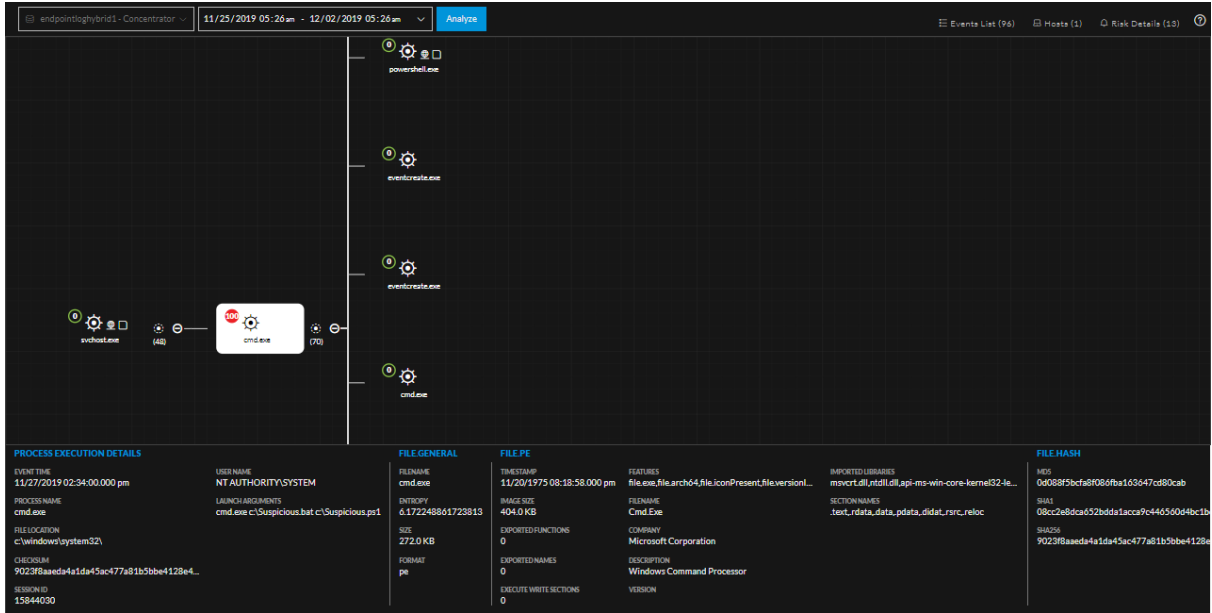 endpointloghybrid1 - Concentrator
11/25/2019 05:26am - 12/02/2019 05:26am
Analyze
Events List (96)
Hosts (1)
Risk Details (13)
0
powershell.exe
0
eventcreate.exe
0
eventcreate.exe
0
svchost.exe
(48)
100
cmd.exe
(70)
0
cmd.exe
PROCESS EXECUTION DETAILS
EVENT TIME
11/27/2019 02:34:00.000 pm
USER NAME
NT AUTHORITY\SYSTEM
PROCESS NAME
cmd.exe
LAUNCH ARGUMENTS
cmd.exe c:\Suspicious.bat c:\Suspicious.ps1
FILE LOCATION
c:\windows\system32\
CHECKSUM
9023f8aaeda4a1da45ac477a81b5bbe4128e4...
SESSION ID
15844030
FILE.GENERAL
FILENAME
cmd.exe
ENTROPY
6.172248861723813
SIZE
272.0 KB
FORMAT
pe
FILE.PE
TIMESTAMP
11/20/1975 08:18:58.000 pm
FEATURES
file.exe,file.arch64,file.iconPresent,file.versionI...
IMPORTED LIBRARIES
msvcrt.dll,ntdll.dll,api-ms-win-core-kernel32-le...
IMAGE SIZE
404.0 KB
FILENAME
Cmd.Exe
SECTION NAMES
.text,.rdata,.data,.pdata,.didat,.rsrc,.reloc
EXPORTED FUNCTIONS
0
COMPANY
Microsoft Corporation
EXPORTED NAMES
0
DESCRIPTION
Windows Command Processor
EXECUTE WRITE SECTIONS
0
VERSION
FILE.HASH
MD5
0d088f5bcfa8f086fba163647cd80cab
SHA1
08cc2e8dca652bdda1acca9c446560d4bc1b
SHA256
9023f8aaeda4a1da45ac477a81b5bbe4128e